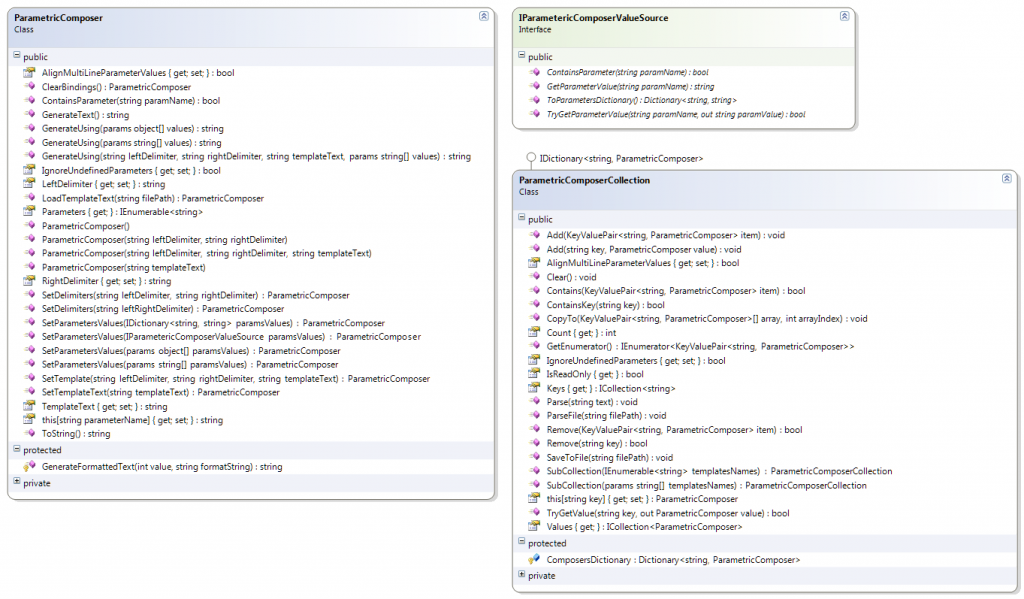 ParametricComposer
Class
public
AlignMultiLineParameterValues { get; set; } : bool
ClearBindings() : ParametricComposer
ContainsParameter(string paramName) : bool
GenerateText() : string
GenerateUsing(params object[] values) : string
GenerateUsing(params string[] values) : string
GenerateUsing(string leftDelimiter, string rightDelimiter, string templateText, params string[] values) : string
IgnoreUndefinedParameters { get; set; } : bool
LeftDelimiter { get; set; } : string
LoadTemplateText(string filePath) : ParametricComposer
Parameters { get; } : IEnumerable<string>
ParametricComposer()
ParametricComposer(string leftDelimiter, string rightDelimiter)
ParametricComposer(string leftDelimiter, string rightDelimiter, string templateText)
ParametricComposer(string templateText)
RightDelimiter { get; set; } : string
SetDelimiters(string leftDelimiter, string rightDelimiter) : ParametricComposer
SetDelimiters(string leftRightDelimiter) : ParametricComposer
SetParametersValues(IDictionary<string, string> paramsValues) : ParametricComposer
SetParametersValues(IParametericComposerValueSource paramsValues) : ParametricComposer
SetParametersValues(params object[] paramsValues) : ParametricComposer
SetParametersValues(params string[] paramsValues) : ParametricComposer
SetTemplate(string leftDelimiter, string rightDelimiter, string templateText) : ParametricComposer
SetTemplateText(string templateText) : ParametricComposer
TemplateText { get; set; } : string
this[string parameterName] { get; set; } : string
ToString() : string
protected
GenerateFormattedText(int value, string formatString) : string
private
IParametericComposerValueSource
Interface
public
ContainsParameter(string paramName) : bool
GetParameterValue(string paramName) : string
ToParametersDictionary() : Dictionary<string, string>
TryGetParameterValue(string paramName, out string paramValue) : bool
IDictionary<string, ParametricComposer>
ParametricComposerCollection
Class
public
Add(KeyValuePair<string, ParametricComposer> item) : void
Add(string key, ParametricComposer value) : void
AlignMultiLineParameterValues { get; set; } : bool
Clear() : void
Contains(KeyValuePair<string, ParametricComposer> item) : bool
ContainsKey(string key) : bool
CopyTo(KeyValuePair<string, ParametricComposer>[] array, int arrayIndex) : void
Count { get; } : int
GetEnumerator() : IEnumerator<KeyValuePair<string, ParametricComposer>>
IgnoreUndefinedParameters { get; set; } : bool
IsReadOnly { get; } : bool
Keys { get; } : ICollection<string>
Parse(string text) : void
ParseFile(string filePath) : void
Remove(KeyValuePair<string, ParametricComposer> item) : bool
Remove(string key) : bool
SaveToFile(string filePath) : void
SubCollection(IEnumerable<string> templatesNames) : ParametricComposerCollection
SubCollection(params string[] templatesNames) : ParametricComposerCollection
this[string key] { get; set; } : ParametricComposer
TryGetValue(string key, out ParametricComposer value) : bool
Values { get; } : ICollection<ParametricComposer>
protected
ComposersDictionary : Dictionary<string, ParametricComposer>
private